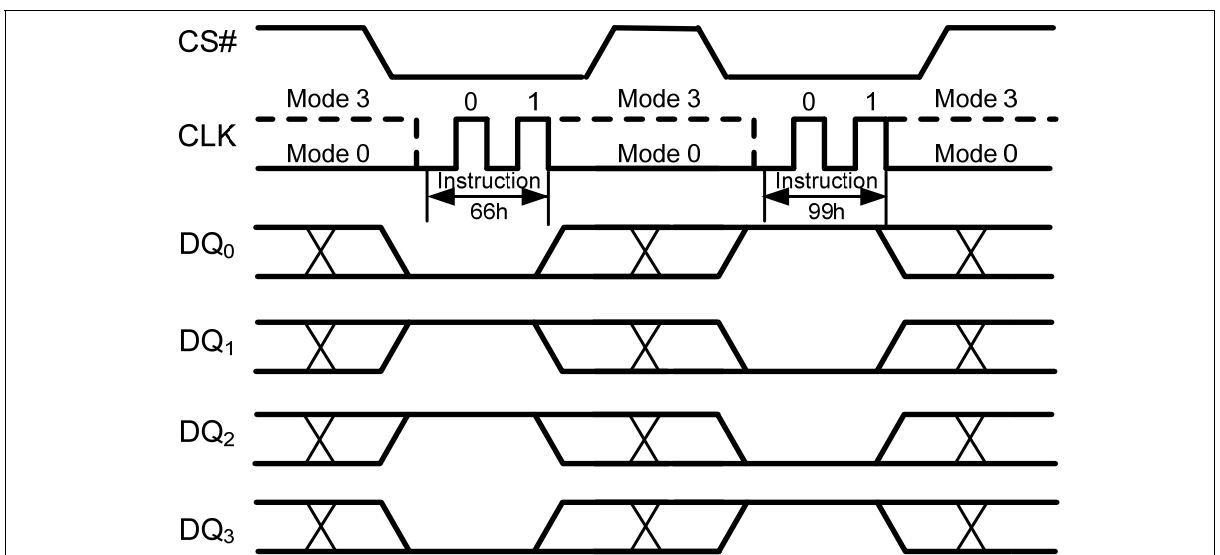 CS#
Mode 3 0 1 Mode 3 0 1 Mode 3
CLK
Mode 0 Mode 0 Mode 0
Instruction Instruction
66h 99h
DQ0
DQ1
DQ2
DQ3